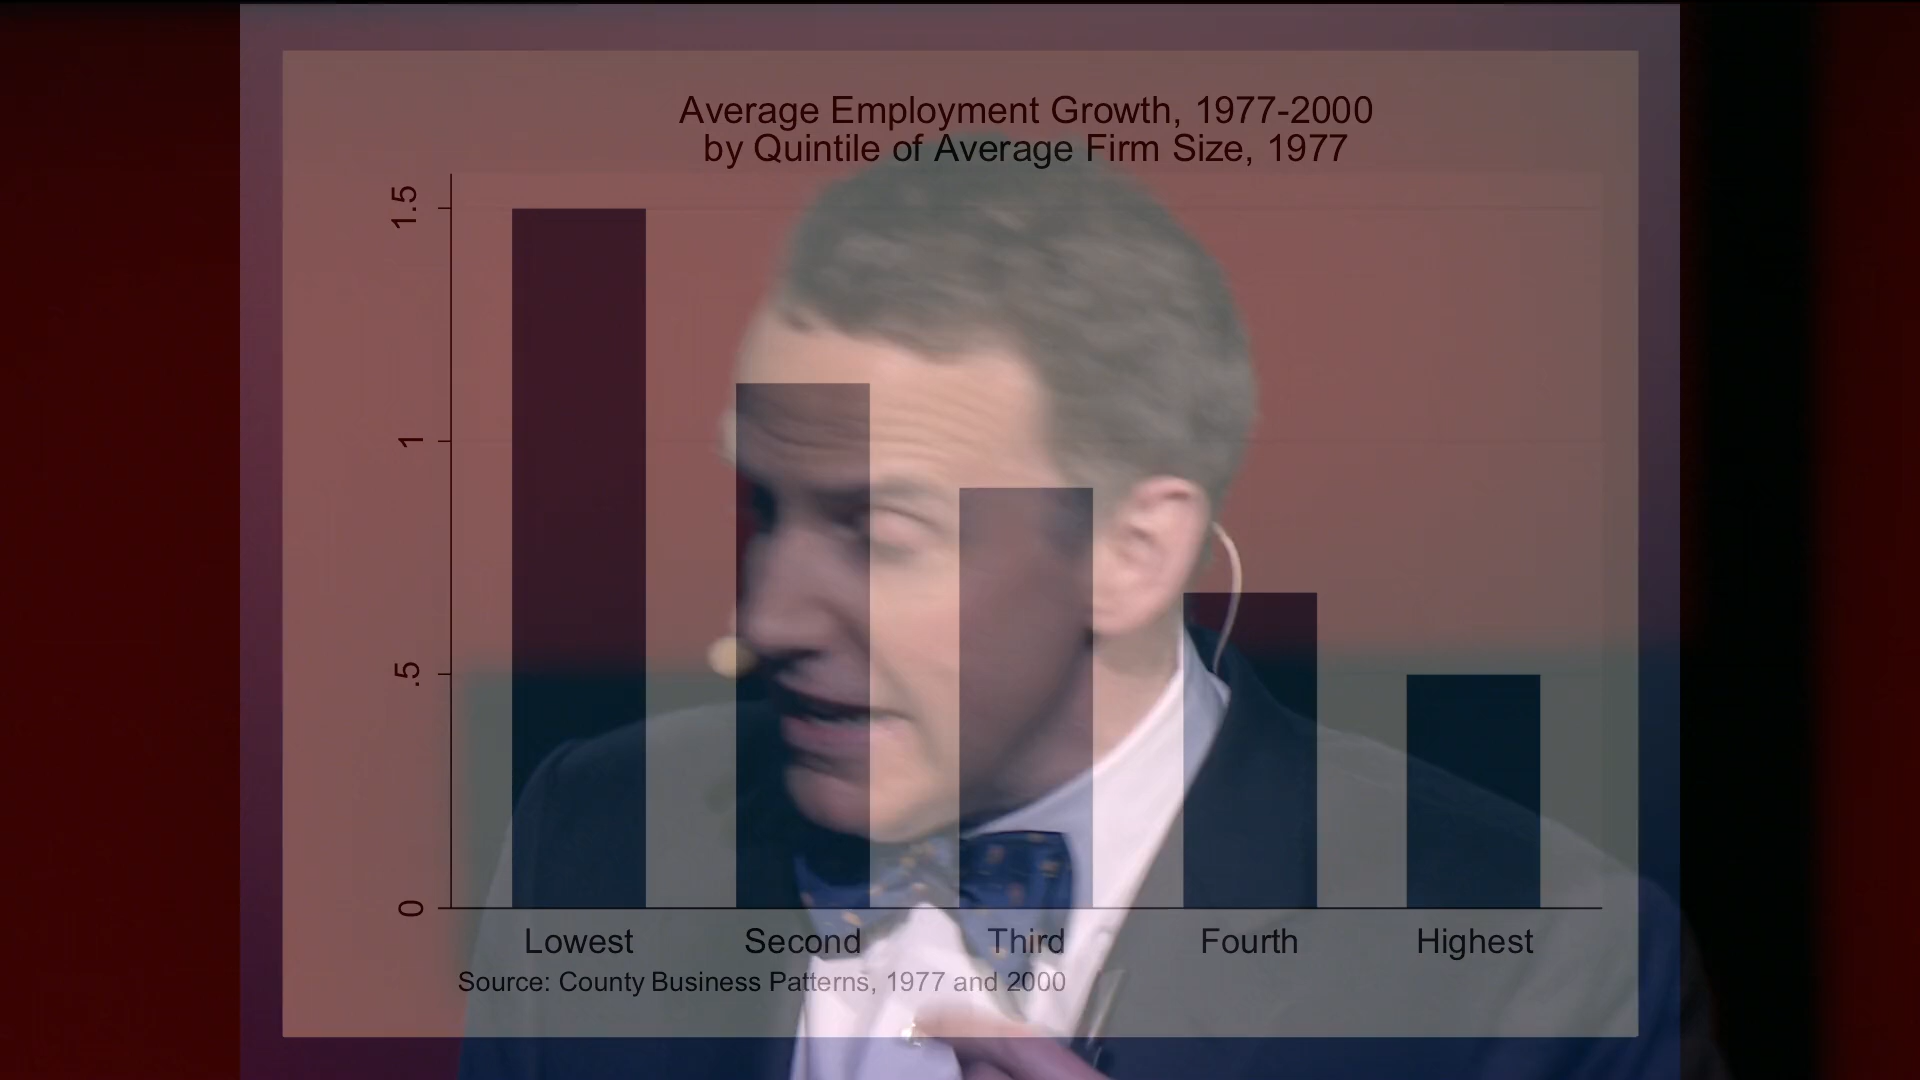 Average Employment Growth, 1977-2000
by Quintile of Average Firm Size, 1977
1.5
1
.5
0
Lowest Second Third Fourth Highest
Source: County Business Patterns, 1977 and 2000